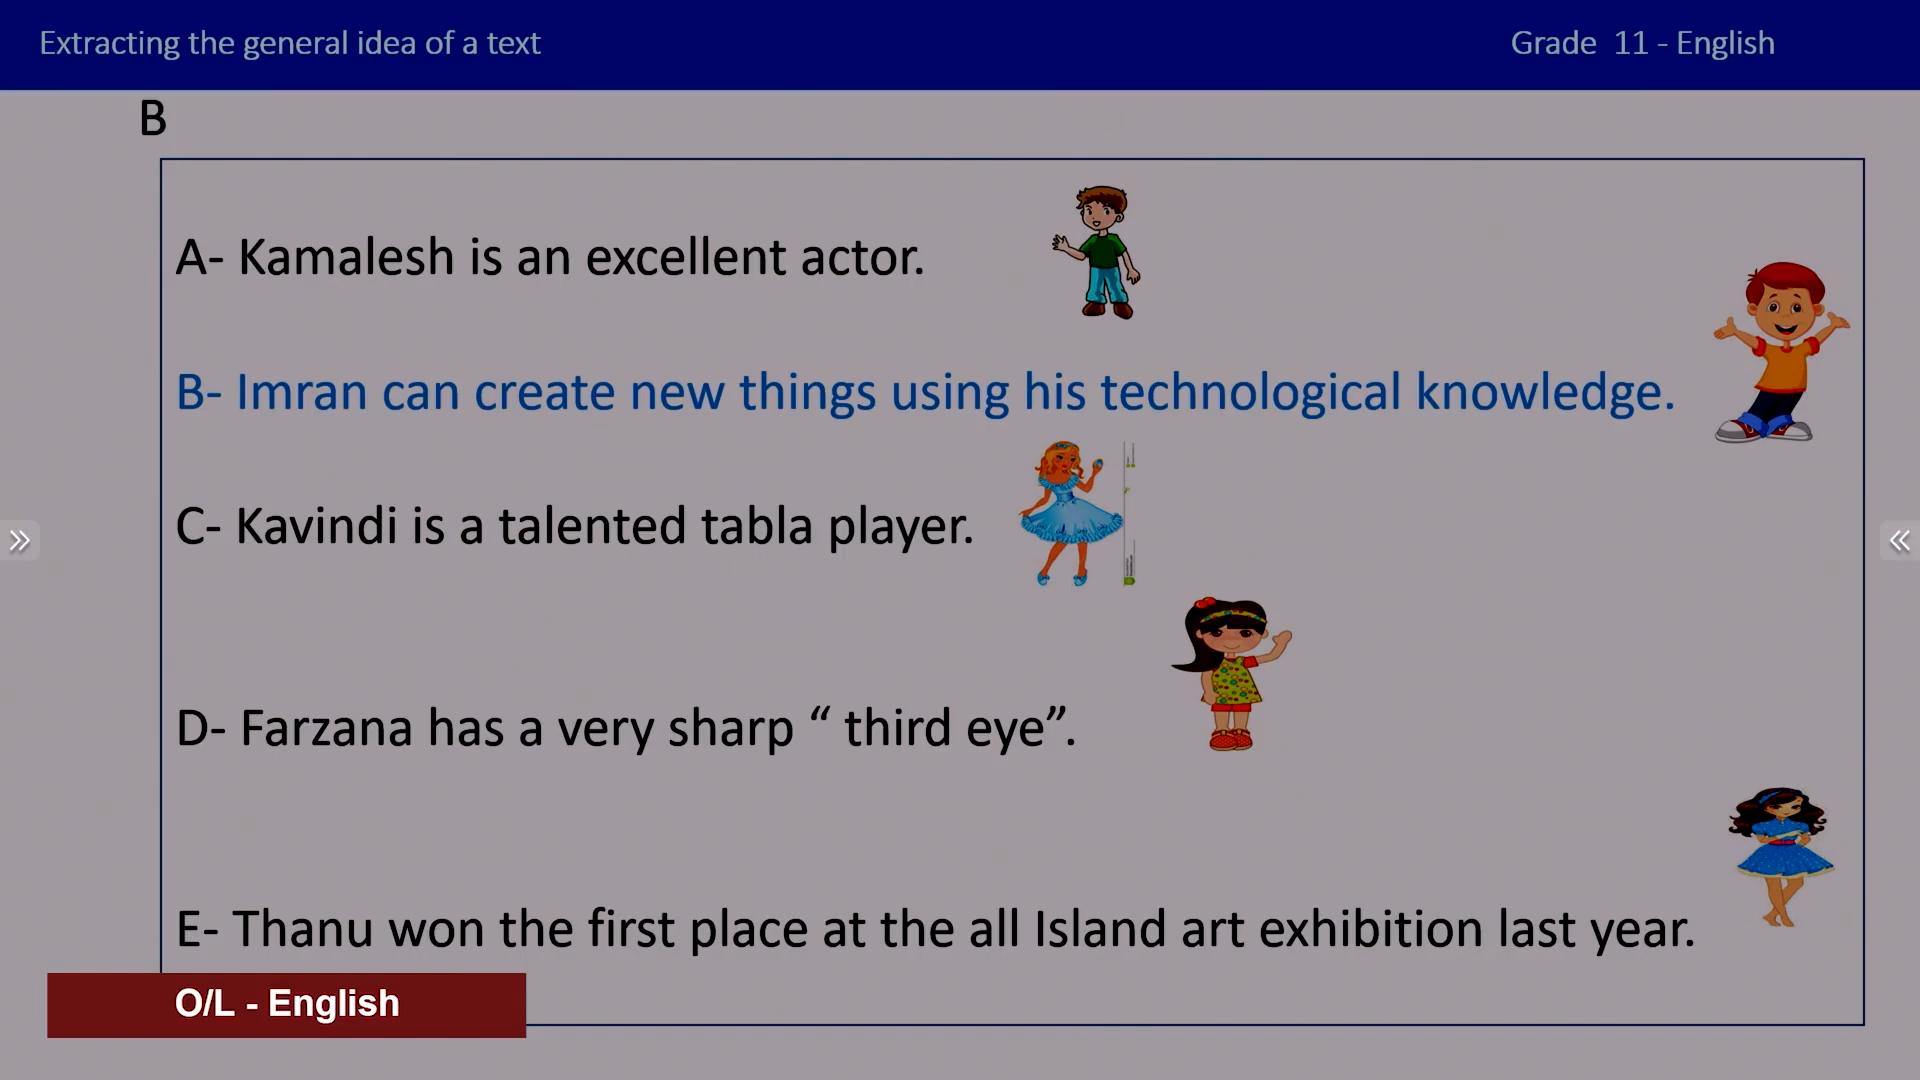 Extracting the general idea of a text
Grade 11 - English
B
A- Kamalesh is an excellent actor.
B- Imran can create new things using his technological knowledge.
C- Kavindi is a talented tabla player.
D- Farzana has a very sharp “ third eye”.
E- Thanu won the first place at the all Island art exhibition last year.
O/L - English